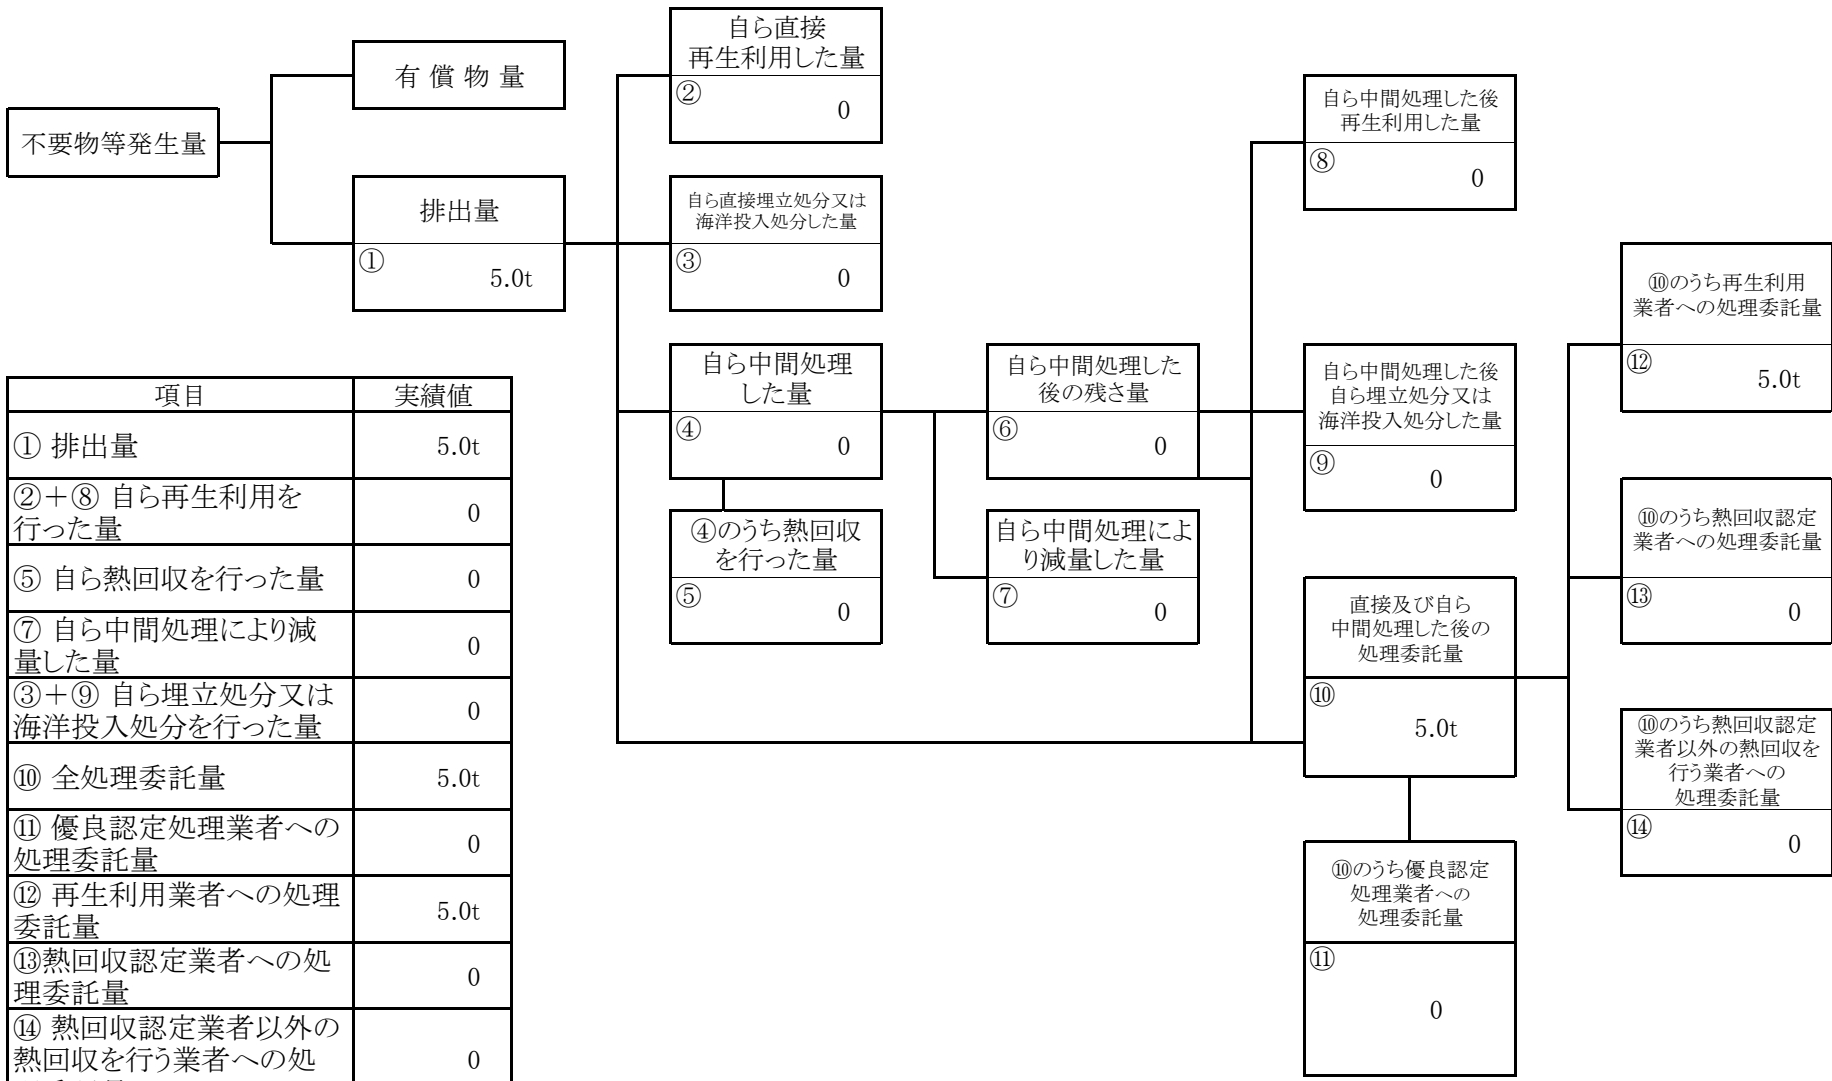 不要物等発生量
有 償 物 量
排出量
①
5.0t
自ら直接
再生利用した量
②
0
自ら直接埋立処分又は
海洋投入処分した量
③
0
自ら中間処理
した量
④
0
④のうち熱回収
を行った量
⑤
0
自ら中間処理した
後の残さ量
⑥
0
自ら中間処理によ
り減量した量
⑦
0
自ら中間処理した後
再生利用した量
⑧
0
自ら中間処理した後
自ら埋立処分又は
海洋投入処分した量
⑨
0
直接及び自ら
中間処理した後の
処理委託量
⑩
5.0t
⑩のうち優良認定
処理業者への
処理委託量
⑪
0
⑩のうち再生利用
業者への処理委託量
⑫
5.0t
⑩のうち熱回収認定
業者への処理委託量
⑬
0
⑩のうち熱回収認定
業者以外の熱回収を
行う業者への
処理委託量
⑭
0
項目 実績値
① 排出量 5.0t
②＋⑧ 自ら再生利用を
行った量 0
⑤ 自ら熱回収を行った量 0
⑦ 自ら中間処理により減
量した量 0
③＋⑨ 自ら埋立処分又は
海洋投入処分を行った量 0
⑩ 全処理委託量 5.0t
⑪ 優良認定処理業者への
処理委託量 0
⑫ 再生利用業者への処理
委託量 5.0t
⑬熱回収認定業者への処
理委託量 0
⑭ 熱回収認定業者以外の
熱回収を行う業者への処 0